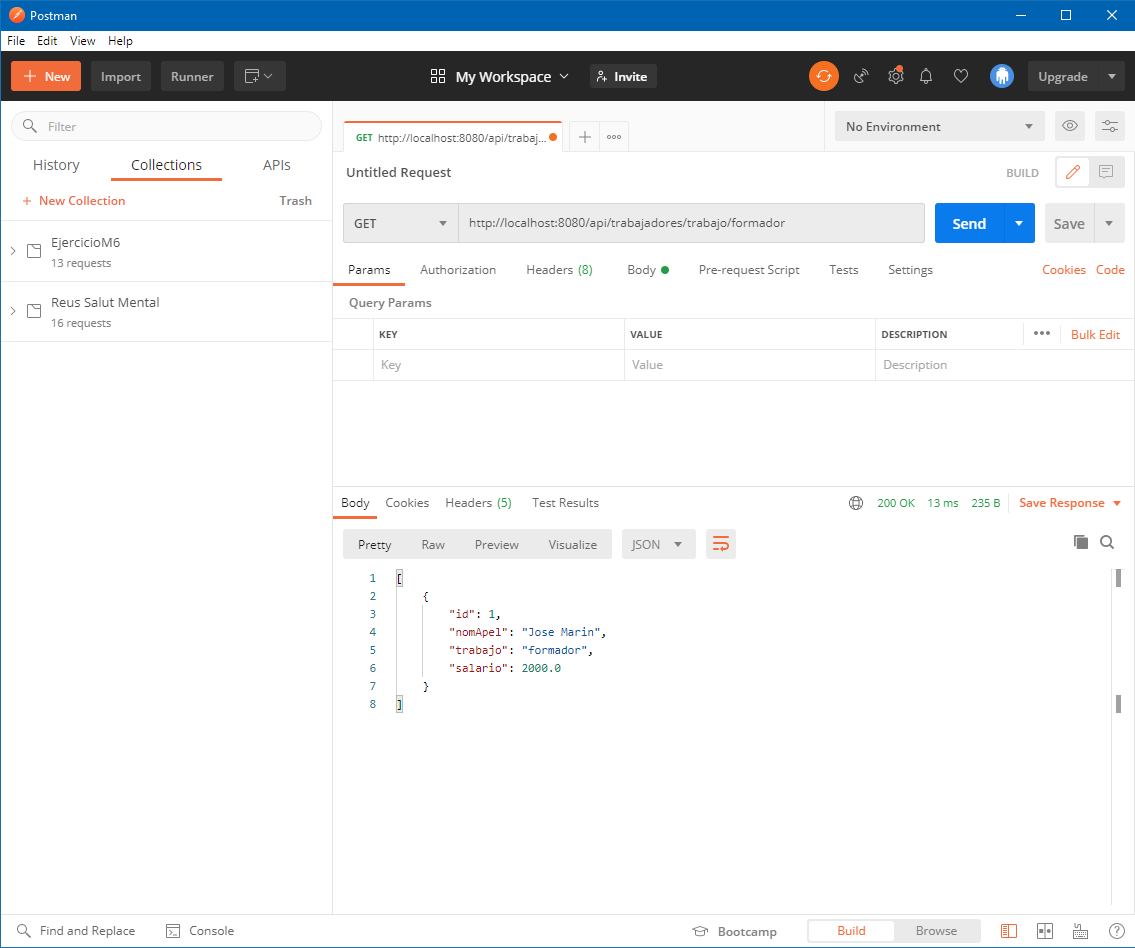 Postman
File Edit View Help
+ New Import Runner My Workspace Invite Upgrade
Filter
History Collections APIs
+ New Collection Trash
EjercicioM6
13 requests
Reus Salut Mental
16 requests
GET http://localhost:8080/api/trabaj... + ooo No Environment
Untitled Request BUILD
GET http://localhost:8080/api/trabajadores/trabajo/formador Send Save
Params Authorization Headers (8) Body Pre-request Script Tests Settings Cookies Code
Query Params
KEY VALUE DESCRIPTION ••• Bulk Edit
Key Value Description
Body Cookies Headers (5) Test Results 200 OK 13 ms 235 B Save Response
Pretty Raw Preview Visualize JSON
1 [
2 {
3 "id": 1,
4 "nomApel": "Jose Marin",
5 "trabajo": "formador",
6 "salario": 2000.0
7 }
8 ]
Find and Replace Console Bootcamp Build Browse ?